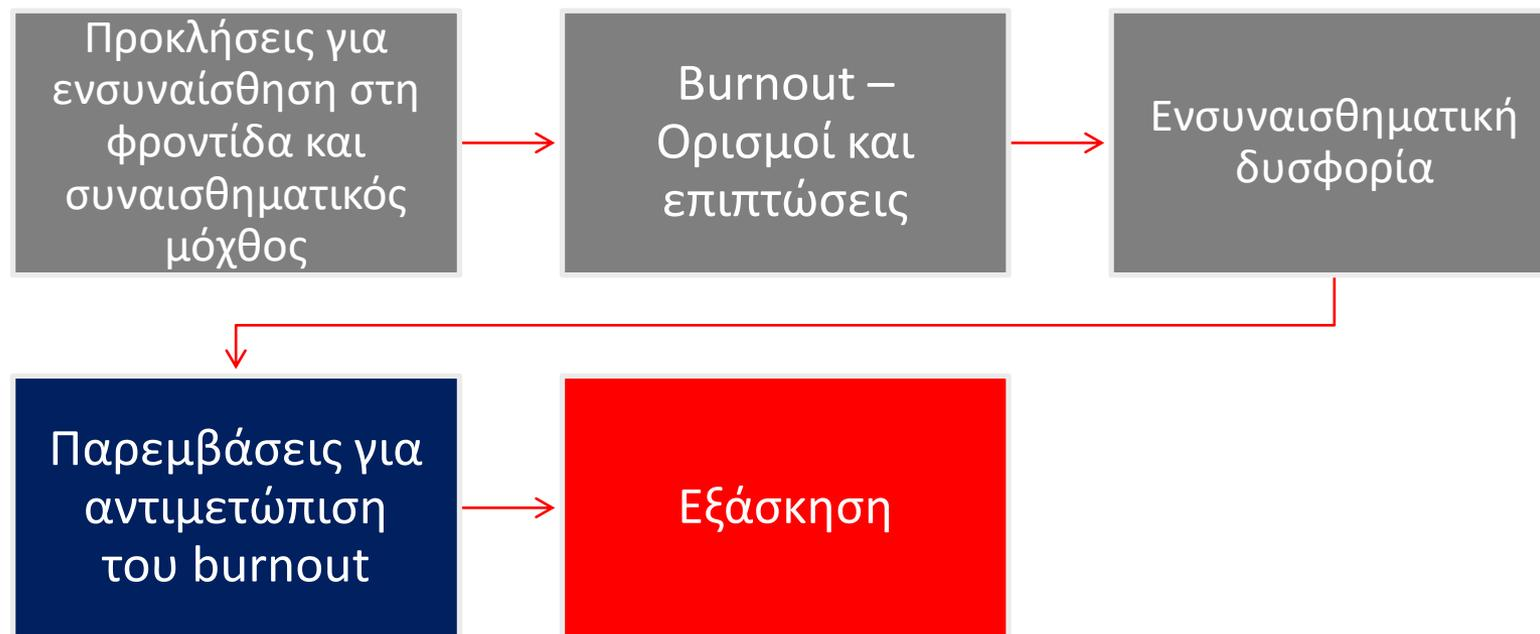 Προκλήσεις για
ενσυναίσθηση στη
φροντίδα και
συναισθηματικός
μόχθος
Burnout –
Ορισμοί και
επιπτώσεις
Ενσυναισθηματική
δυσφορία
Παρεμβάσεις για
αντιμετώπιση
του burnout
Εξάσκηση